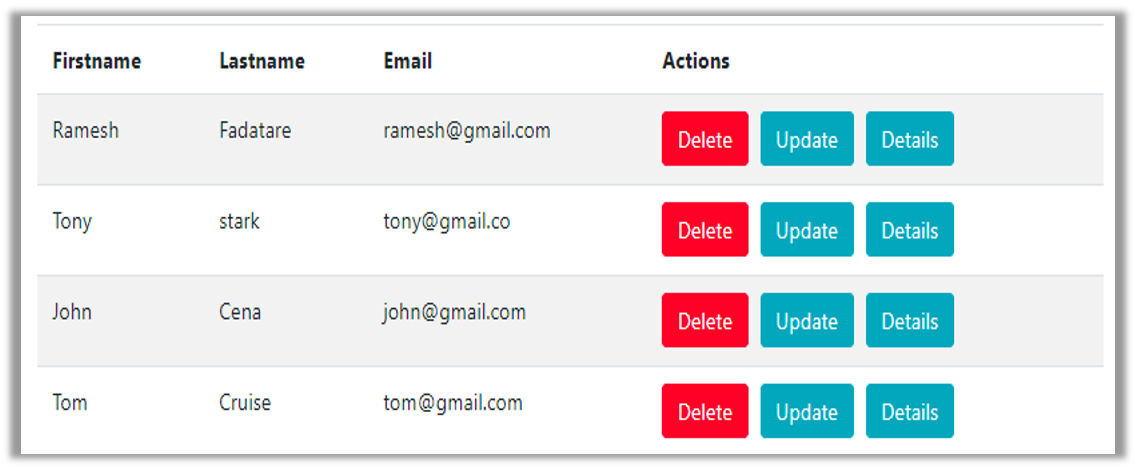 Firstname Lastname Email Actions
Ramesh Fadatare ramesh@gmail.com Delete Update Details
Tony stark tony@gmail.co Delete Update Details
John Cena john@gmail.com Delete Update Details
Tom Cruise tom@gmail.com Delete Update Details